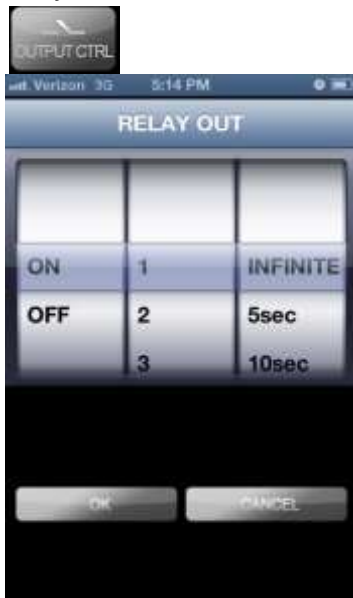 OUTPUT CTRL
Verizon 3G 5:14 PM
RELAY OUT
ON 1 INFINITE
OFF 2 5sec
3 10sec
OK CANCEL